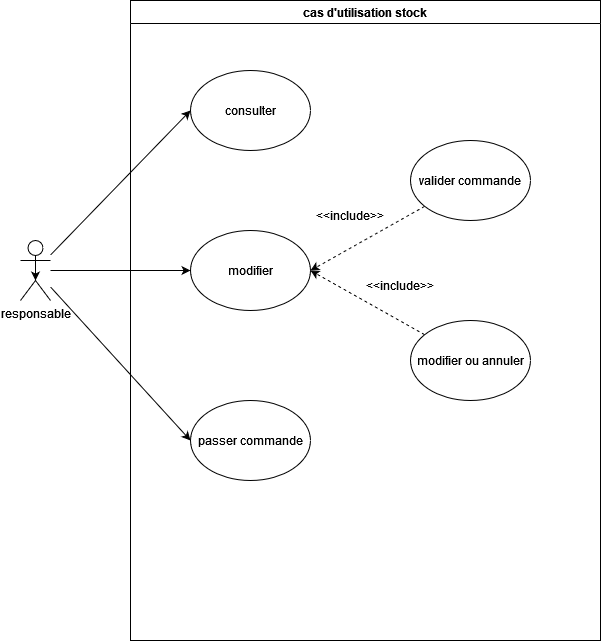 cas d'utilisation stock
consulter
valider commande
<<include>>
modifier
<<include>>
responsable
modifier ou annuler
passer commande